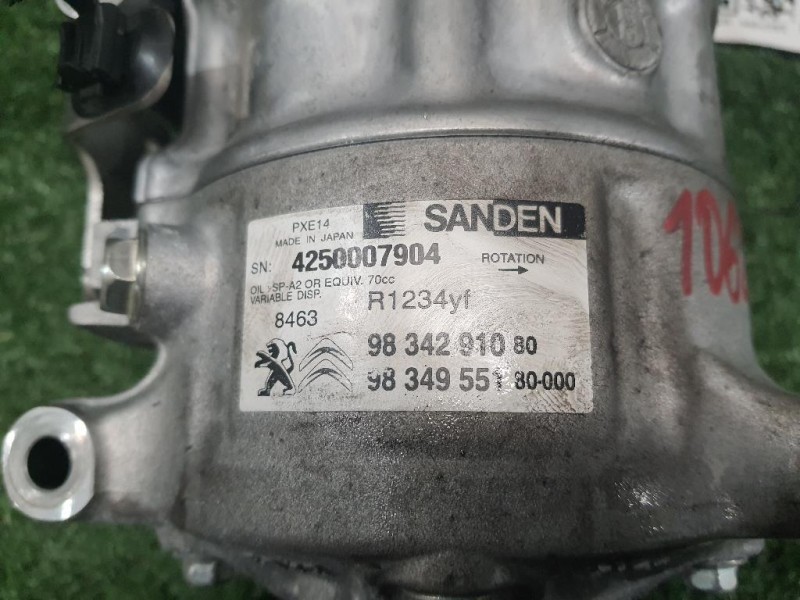 PXE14
MADE IN JAPAN
SANDEN
SN: 4250007904
ROTATION
OIL :SP-A2 OR EQUIV. 70cc
VARIABLE DISP.
R1234yf
8463
98 342 910 80
98 349 551 80-000